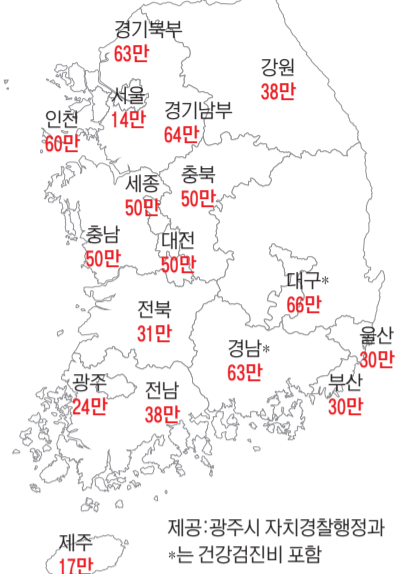 경기북부
63만
강원
38만
서울
14만
경기남부
64만
인천
60만
충북
50만
세종
50만
충남
50만
대전
50만
대구*
66만
전북
31만
경남*
63만
울산
30만
부산
30만
광주
24만
전남
38만
제주
17만
제공:광주시 자치경찰행정과
*는 건강검진비 포함